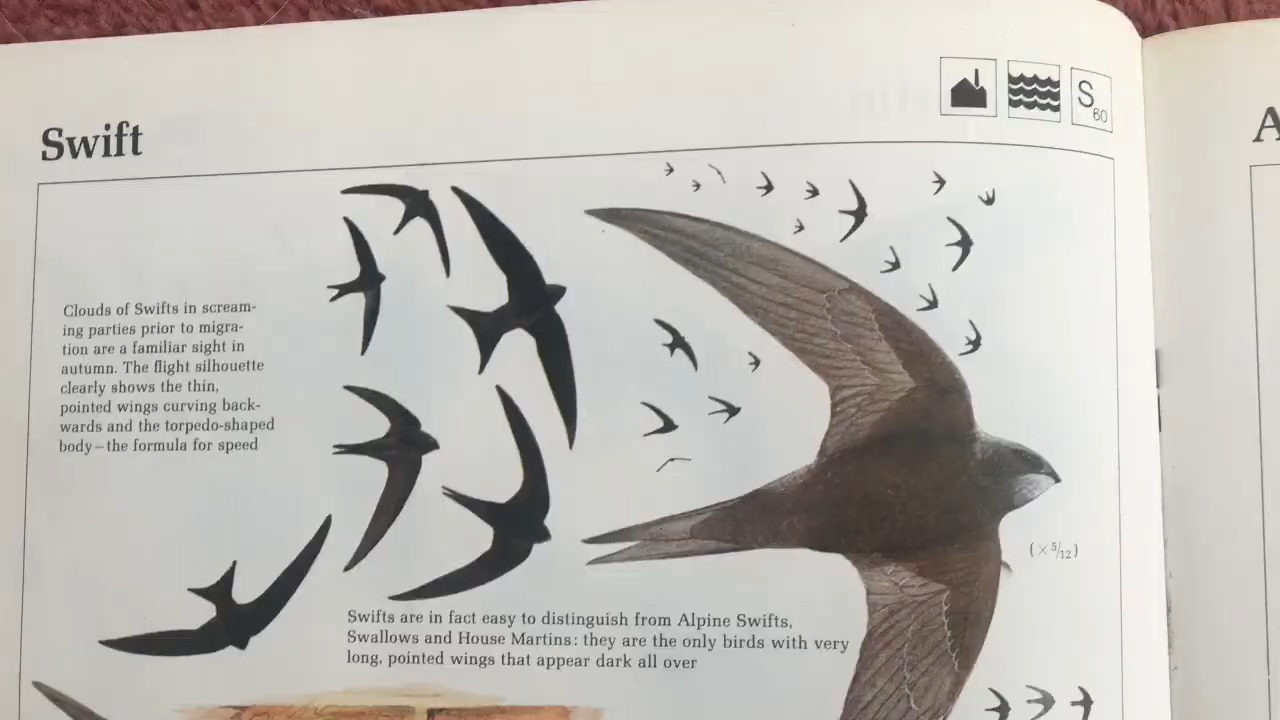 S60
Swift
A
Clouds of Swifts in scream-
ing parties prior to migra-
tion are a familiar sight in
autumn. The flight silhouette
clearly shows the thin,
pointed wings curving back-
wards and the torpedo-shaped
body–the formula for speed
(× 5/12)
Swifts are in fact easy to distinguish from Alpine Swifts,
Swallows and House Martins: they are the only birds with very
long, pointed wings that appear dark all over